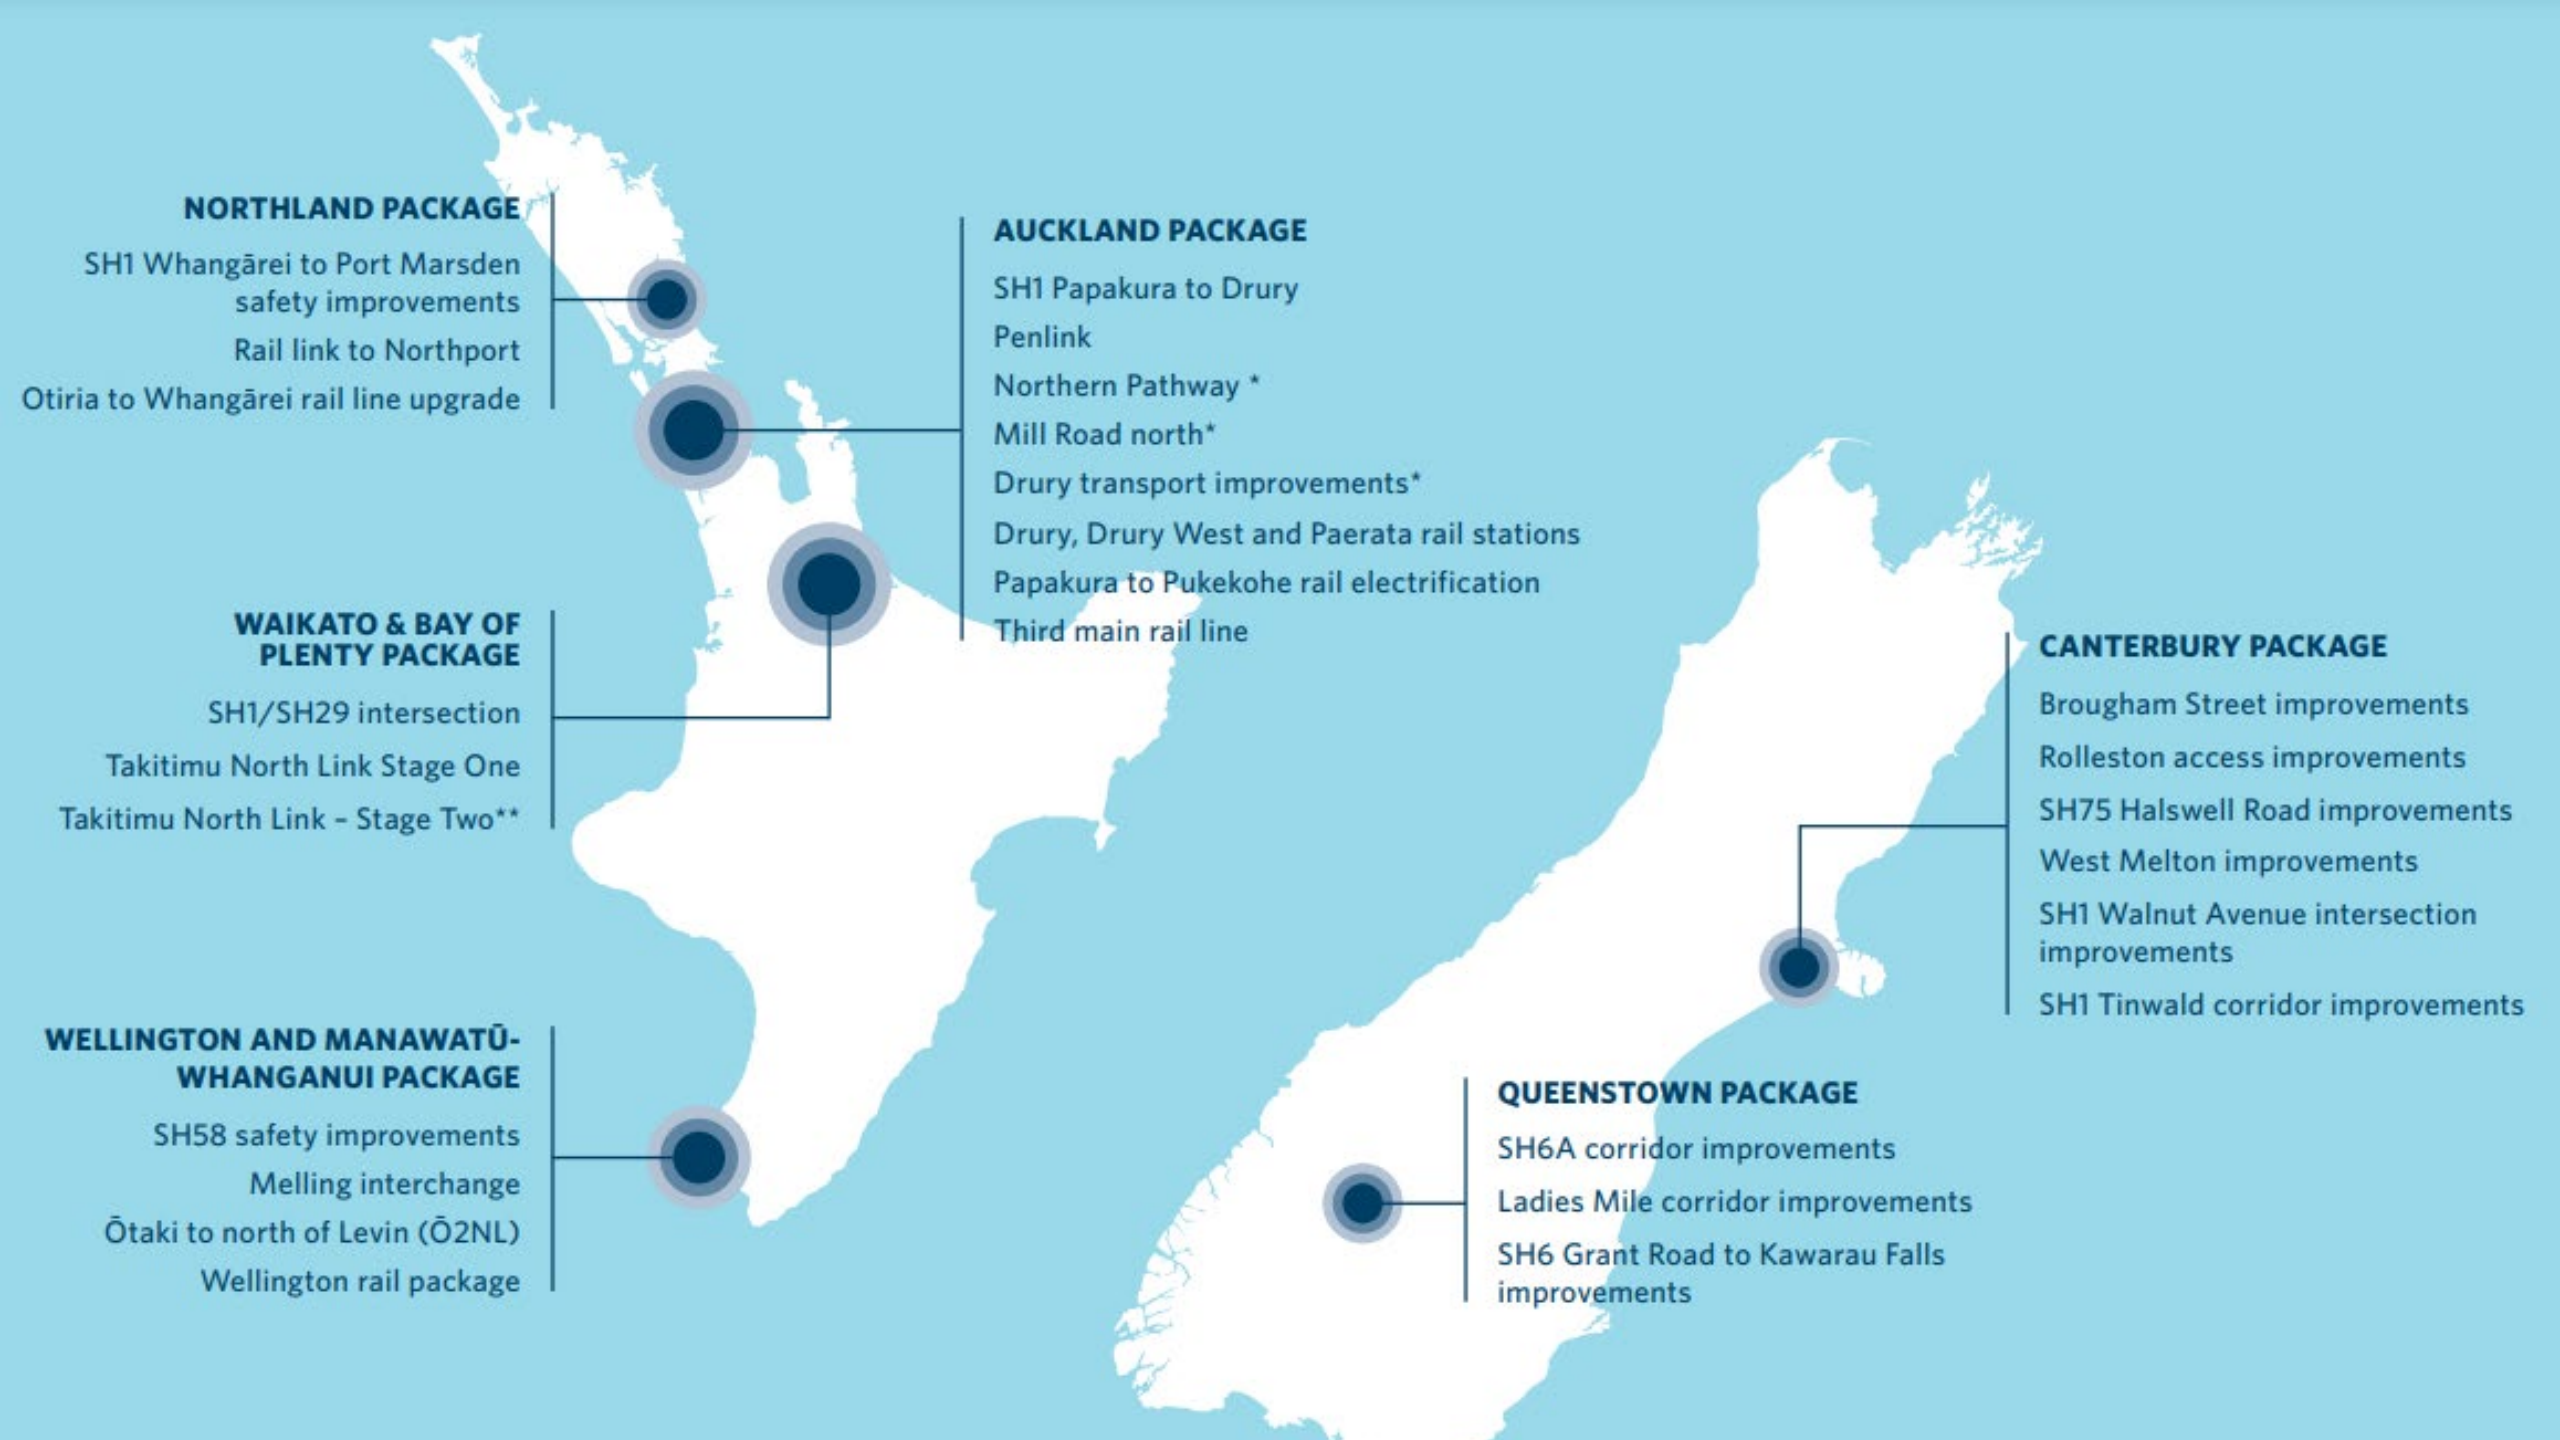 NORTHLAND PACKAGE
SH1 Whangārei to Port Marsden
safety improvements
Rail link to Northport
Otiria to Whangārei rail line upgrade
AUCKLAND PACKAGE
SH1 Papakura to Drury
Penlink
Northern Pathway *
Mill Road north*
Drury transport improvements*
Drury, Drury West and Paerata rail stations
Papakura to Pukekohe rail electrification
Third main rail line
WAIKATO & BAY OF
PLENTY PACKAGE
SH1/SH29 intersection
Takitimu North Link Stage One
Takitimu North Link – Stage Two**
CANTERBURY PACKAGE
Brougham Street improvements
Rolleston access improvements
SH75 Halswell Road improvements
West Melton improvements
SH1 Walnut Avenue intersection
improvements
SH1 Tinwald corridor improvements
WELLINGTON AND MANAWATŪ-
WHANGANUI PACKAGE
SH58 safety improvements
Melling interchange
Ōtaki to north of Levin (Ō2NL)
Wellington rail package
QUEENSTOWN PACKAGE
SH6A corridor improvements
Ladies Mile corridor improvements
SH6 Grant Road to Kawarau Falls
improvements